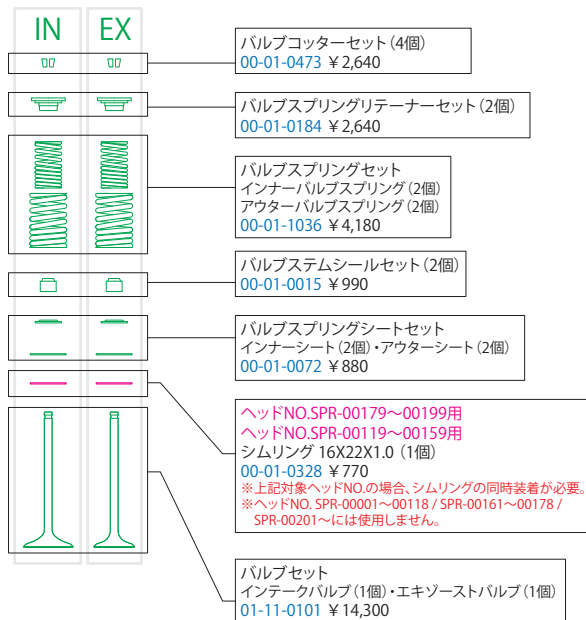 IN EX
バルブコッターセット(4個)
00-01-0473 ¥2,640
バルブスプリングリテーナーセット(2個)
00-01-0184 ¥2,640
バルブスプリングセット
インナーバルブスプリング(2個)
アウターバルブスプリング(2個)
00-01-1036 ¥4,180
バルブステムシールセット(2個)
00-01-0015 ¥990
バルブスプリングシートセット
インナーシート(2個)・アウターシート(2個)
00-01-0072 ¥880
ヘッドNO.SPR-00179~00199用
ヘッドNO.SPR-00119~00159用
シムリング 16X22X1.0(1個)
00-01-0328 ¥770
※上記対象ヘッドNO.の場合、シムリングの同時装着が必要。
※ヘッドNO. SPR-00001~00118 / SPR-00161~00178 /
SPR-00201~には使用しません。
バルブセット
インテークバルブ(1個)・エキゾーストバルブ(1個)
01-11-0101 ¥14,300